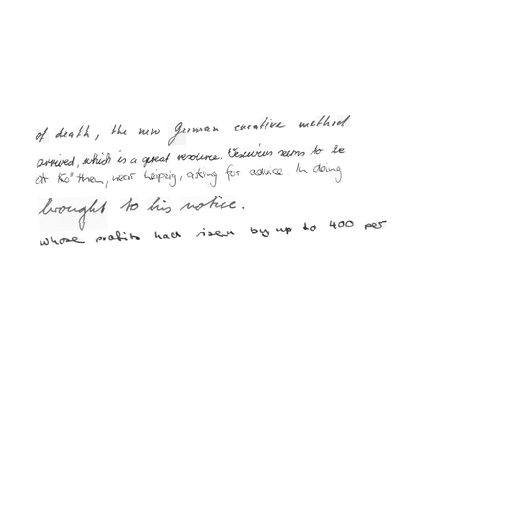 of death, the new German curative method
arrived, which is a great resource. Vesuvius seems to be
at Ko"then, near Leipzig, asking for advice. In doing
brought to his notice.
whose profits had risen by up to 400 per